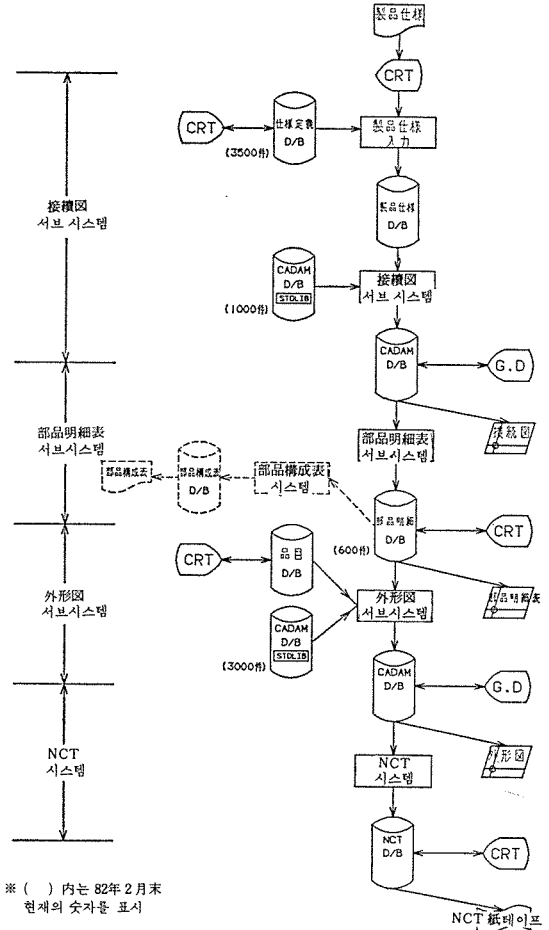 製品仕様
CRT
CRT
仕様定義
D/B
(3500件)
製品仕様
入力
製品仕様
D/B
接續図
서브 시스템
CADAM
D/B
STDLIB
(1000件)
接續図
서브 시스템
CADAM
D/B
G.D
接続図
部品明細表
서브시스템
部品明細表
서브시스템
部品構成表
部品構成表
D/B
部品構成表
시스템
部品明細
D/B
(600件)
CRT
部品明細表
CRT
品目
D/B
外形図
서브시스템
外形図
서브 시스템
CADAM
D/B
STDLIB
(3000件)
CADAM
D/B
G.D
外形図
NCT
시스템
NCT
시스템
NCT
D/B
CRT
NCT 紙テイプ
※ ( ) 内는 82年 2月末
현재의 숫자를 표시